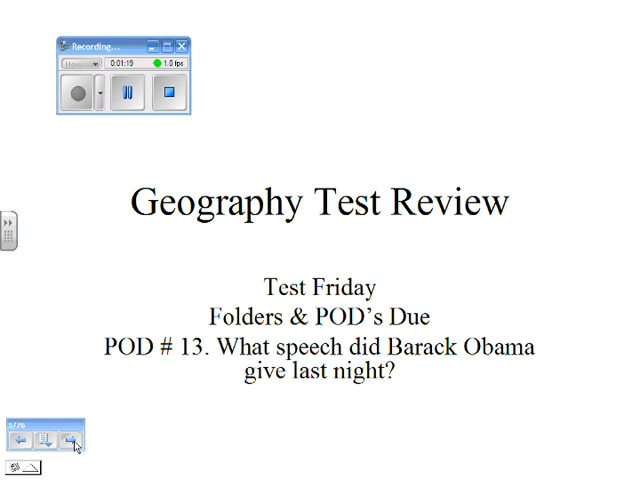 Recording...
Menu
0:01:19
1.0 fps
Geography Test Review
Test Friday
Folders & POD's Due
POD # 13. What speech did Barack Obama
give last night?
5/76